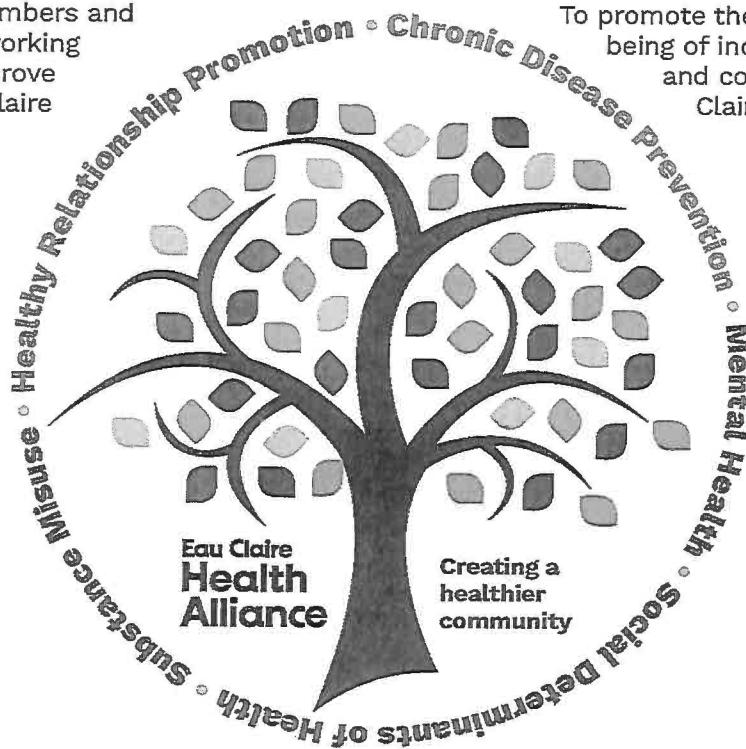 mbers and
orking
rove
laire
To promote the
being of inc
and co
Clair
Healthy Relationship Promotion • Chronic Disease Prevention • Mental Health • Social Determinants of Health • Substance Misuse •
Eau Claire
Health
Alliance
Creating a
healthier
community